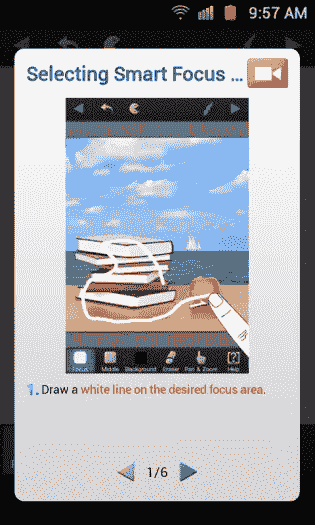 9:57 AM
Selecting Smart Focus ...
Focus Middle Background Eraser Pan & Zoom Help
1. Draw a white line on the desired focus area.
1/6